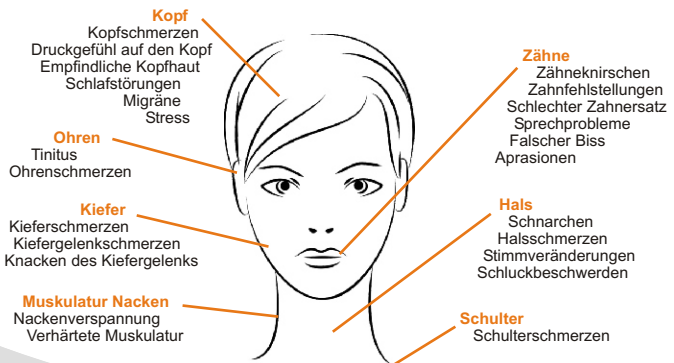 Kopf
Kopfschmerzen
Druckgefühl auf den Kopf
Empfindliche Kopfhaut
Schlafstörungen
Migräne
Stress
Ohren
Tinitus
Ohrenschmerzen
Kiefer
Kieferschmerzen
Kiefergelenkschmerzen
Knacken des Kiefergelenks
Muskulatur Nacken
Nackenverspannung
Verhärtete Muskulatur
Zähne
Zähneknirschen
Zahnfehlstellungen
Schlechter Zahnersatz
Sprechprobleme
Falscher Biss
Aprasionen
Hals
Schnarchen
Halsschmerzen
Stimmveränderungen
Schluckbeschwerden
Schulter
Schulterschmerzen